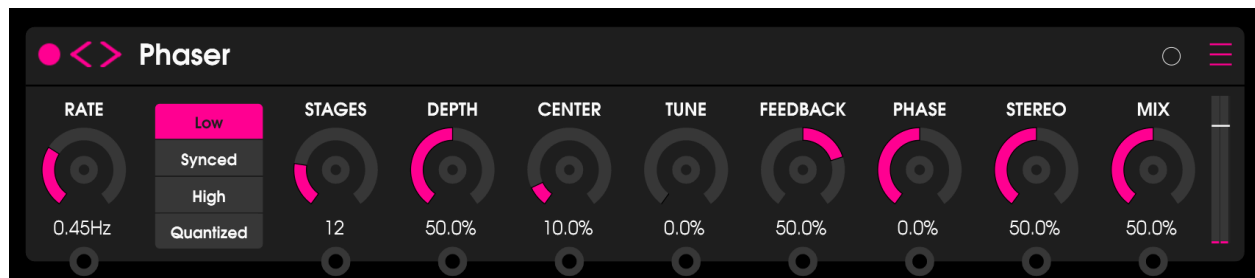 Phaser
RATE
0.45Hz
Low
Synced
High
Quantized
STAGES
12
DEPTH
50.0%
CENTER
10.0%
TUNE
0.0%
FEEDBACK
50.0%
PHASE
0.0%
STEREO
50.0%
MIX
50.0%